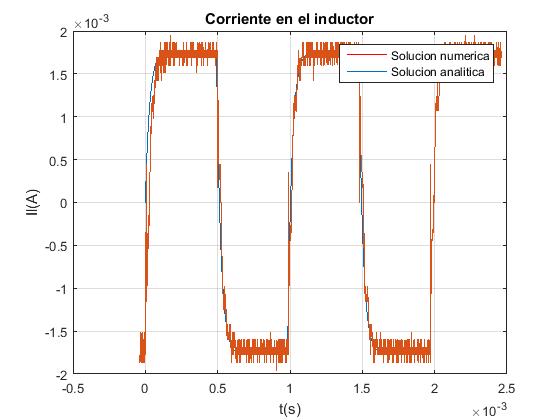 Corriente en el inductor
×10⁻³
2
1.5
1
0.5
0
-0.5
-1
-1.5
-2
Il(A)
Solucion numerica
Solucion analitica
-0.5 0 0.5 1 1.5 2 2.5
t(s)
×10⁻³